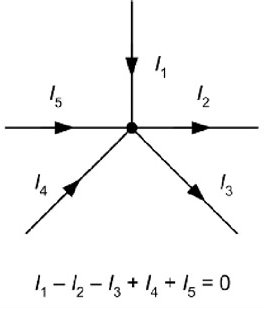 I₁
I₅ I₂
I₄ I₃
I₁ – I₂ – I₃ + I₄ + I₅ = 0